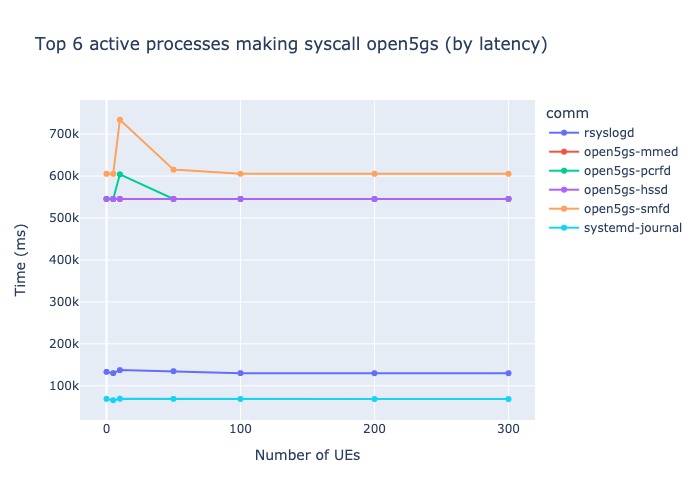 Top 6 active processes making syscall open5gs (by latency)
comm
rsyslogd
open5gs-mmed
open5gs-pcrfd
open5gs-hssd
open5gs-smfd
systemd-journal
Time (ms)
700k
600k
500k
400k
300k
200k
100k
0 100 200 300
Number of UEs